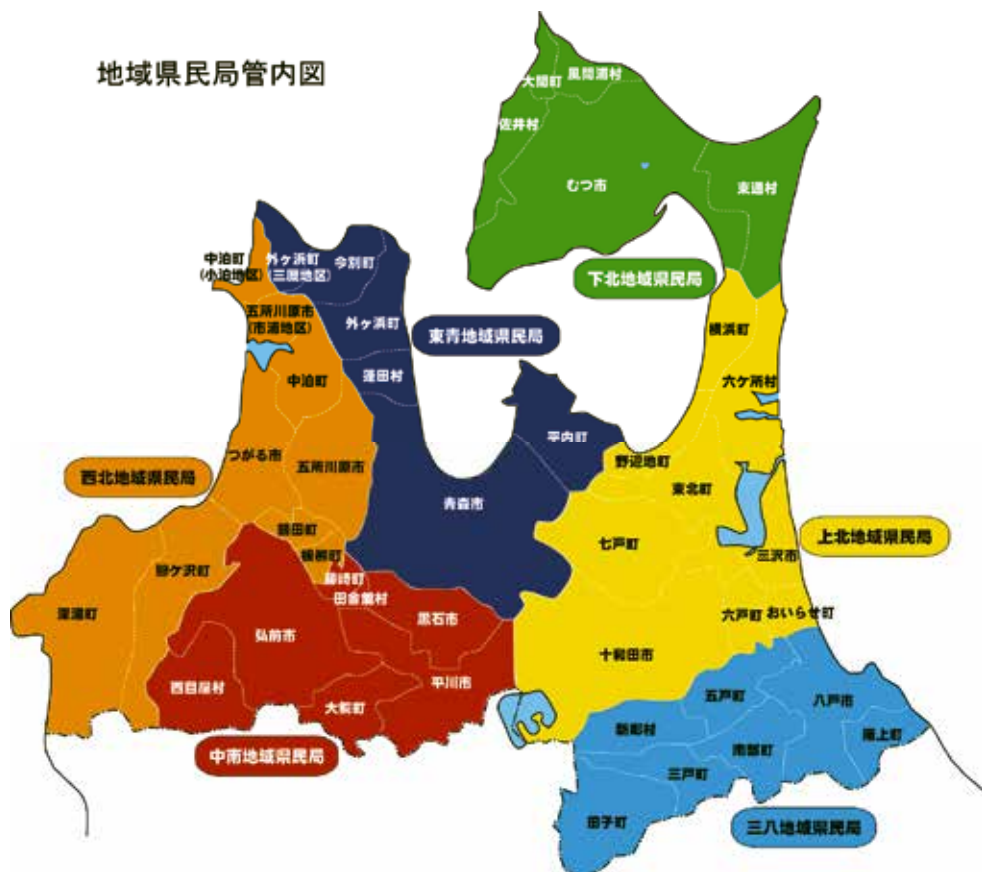 地域県民局管内図
大間町
風間浦村
佐井村
むつ市
東通村
下北地域県民局
中泊町
(小泊地区)
外ヶ浜町
(三厩地区)
今別町
五所川原市
(市浦地区)
外ヶ浜町
東青地域県民局
横浜町
蓬田村
中泊町
六ケ所村
平内町
つがる市
五所川原市
野辺地町
西北地域県民局
東北町
青森市
鶴田町
七戸町
上北地域県民局
板柳町
三沢市
鰺ケ沢町
藤崎町
田舎館村
深浦町
黒石市
六戸町
おいらせ町
弘前市
十和田市
平川市
西目屋村
五戸町
八戸市
大鰐町
新郷村
階上町
中南地域県民局
南部町
三戸町
田子町
三八地域県民局